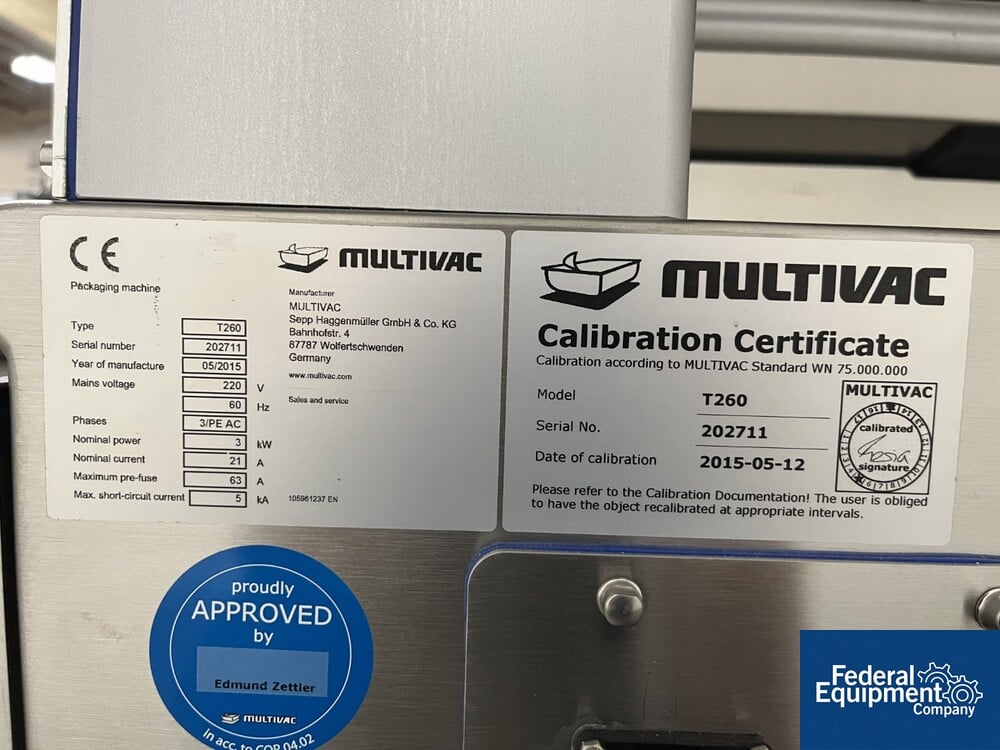 CE
MULTIVAC
Packaging machine
Type T260
Serial number 202711
Year of manufacture 05/2015
Mains voltage 220 V
60 Hz
Phases 3/PE AC
Nominal power 3 kW
Nominal current 21 A
Maximum pre-fuse 63 A
Max. short-circuit current 5 kA
Manufacturer
MULTIVAC
Sepp Haggenmüller GmbH & Co. KG
Bahnhofstr. 4
87787 Wolfertschwenden
Germany
www.multivac.com
Sales and service
105961237 EN
MULTIVAC
Calibration Certificate
Calibration according to MULTIVAC Standard WN 75.000.000
Model T260
Serial No. 202711
Date of calibration 2015-05-12
MULTIVAC
calibrated
signature
Please refer to the Calibration Documentation! The user is obliged
to have the object recalibrated at appropriate intervals.
proudly
APPROVED
by
Edmund Zettler
MULTIVAC
in acc. to COP 04.02
Federal
Equipment
Company